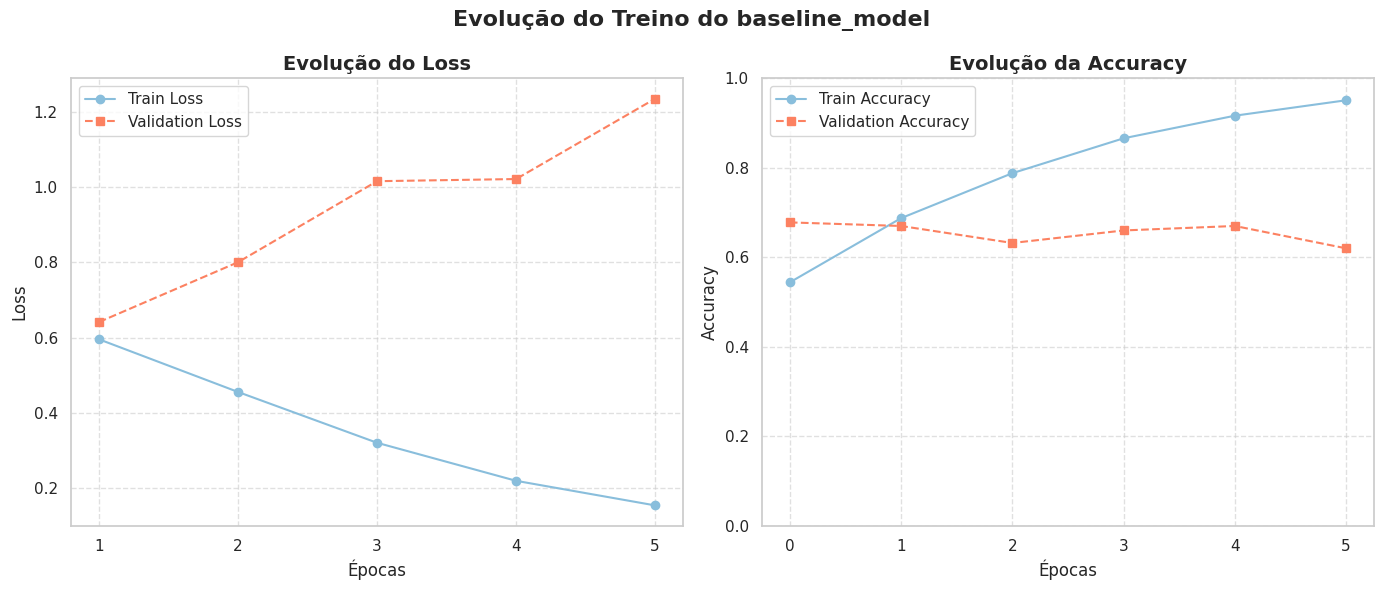 Evolução do Treino do baseline_model
Evolução do Loss
Train Loss
Validation Loss
Loss
1.2
1.0
0.8
0.6
0.4
0.2
1 2 3 4 5
Épocas
Evolução da Accuracy
Train Accuracy
Validation Accuracy
Accuracy
1.0
0.8
0.6
0.4
0.2
0.0
0 1 2 3 4 5
Épocas